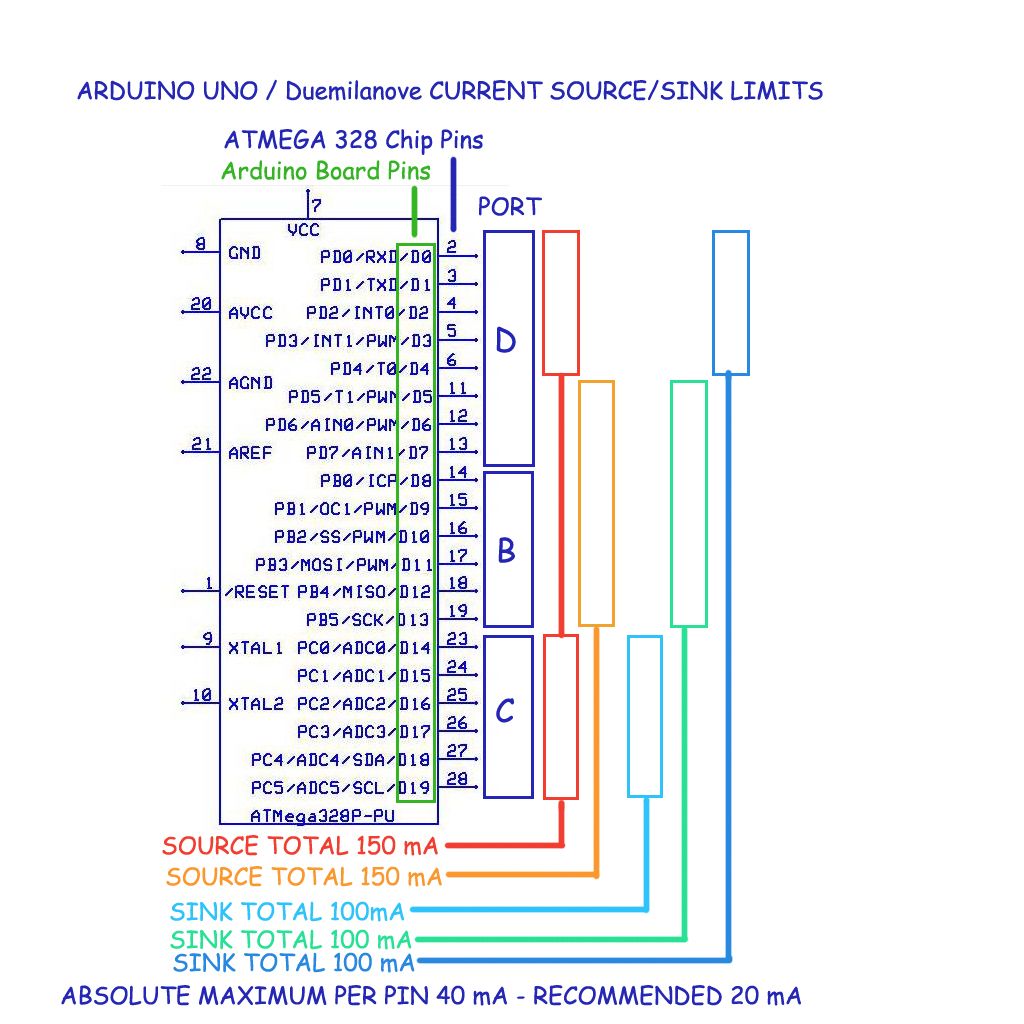 ARDUINO UNO / Duemilanove CURRENT SOURCE/SINK LIMITS
ATMEGA 328 Chip Pins
Arduino Board Pins
PORT
7
VCC
8 GND PD0/RXD/D0 2
PD1/TXD/D1 3
20 AVCC PD2/INT0/D2 4
PD3/INT1/PWM/D3 5
D
PD4/T0/D4 6
22 AGND PD5/T1/PWM/D5 11
PD6/AIN0/PWM/D6 12
21 AREF PD7/AIN1/D7 13
PB0/ICP/D8 14
PB1/OC1/PWM/D9 15
PB2/SS/PWM/D10 16
B
PB3/MOSI/PWM/D11 17
1 /RESET PB4/MISO/D12 18
PB5/SCK/D13 19
9 XTAL1 PC0/ADC0/D14 23
PC1/ADC1/D15 24
10 XTAL2 PC2/ADC2/D16 25
C
PC3/ADC3/D17 26
PC4/ADC4/SDA/D18 27
PC5/ADC5/SCL/D19 28
ATMega328P-PU
SOURCE TOTAL 150 mA
SOURCE TOTAL 150 mA
SINK TOTAL 100mA
SINK TOTAL 100 mA
SINK TOTAL 100 mA
ABSOLUTE MAXIMUM PER PIN 40 mA - RECOMMENDED 20 mA